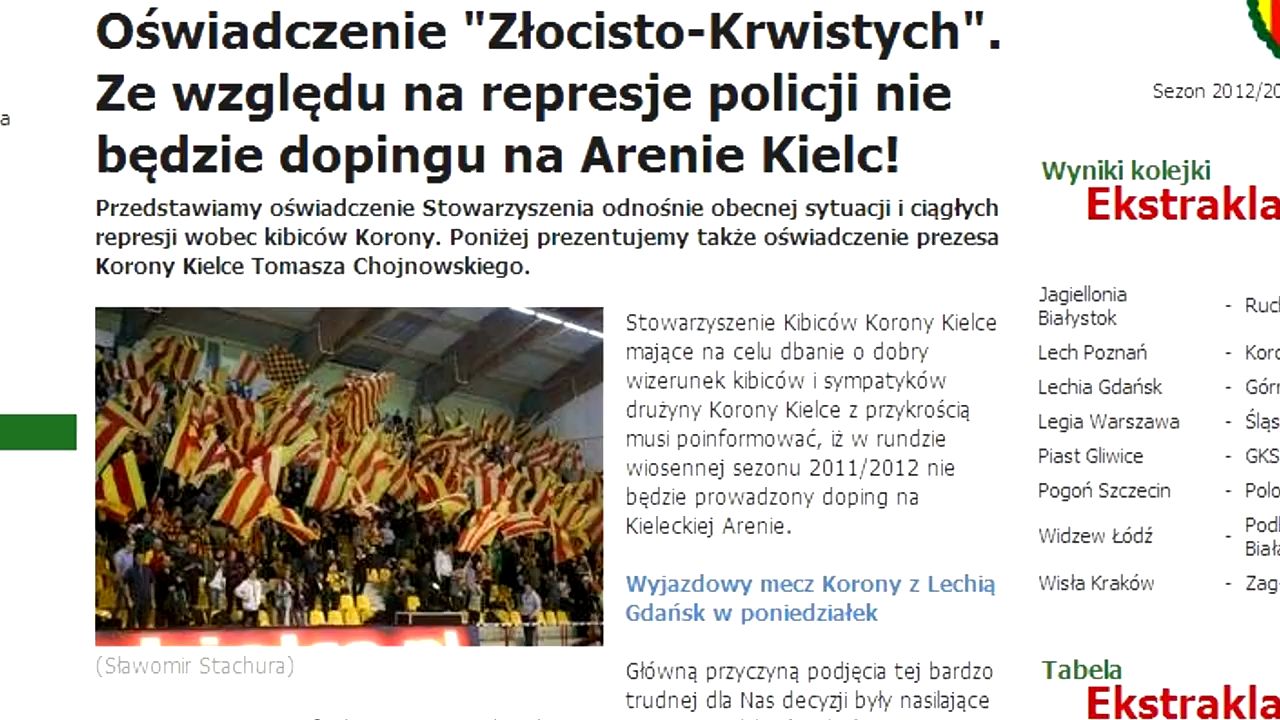 Oświadczenie "Złocisto-Krwistych".
Ze względu na represje policji nie
będzie dopingu na Arenie Kielc!
Przedstawiamy oświadczenie Stowarzyszenia odnośnie obecnej sytuacji i ciągłych
represji wobec kibiców Korony. Poniżej prezentujemy także oświadczenie prezesa
Korony Kielce Tomasza Chojnowskiego.
(Sławomir Stachura)
Stowarzyszenie Kibiców Korony Kielce
mające na celu dbanie o dobry
wizerunek kibiców i sympatyków
drużyny Korony Kielce z przykrością
musi poinformować, iż w rundzie
wiosennej sezonu 2011/2012 nie
będzie prowadzony doping na
Kieleckiej Arenie.
Wyjazdowy mecz Korony z Lechią
Gdańsk w poniedziałek
Główną przyczyną podjęcia tej bardzo
trudnej dla Nas decyzji były nasilające
a
Sezon 2012/20
Wyniki kolejki
Ekstrakla
Jagiellonia
Białystok - Ruc
Lech Poznań - Koro
Lechia Gdańsk - Górn
Legia Warszawa - Śląs
Piast Gliwice - GKS
Pogoń Szczecin - Polo
Widzew Łódź - Podl
Biała
Wisła Kraków - Zag
Tabela
Ekstrakla